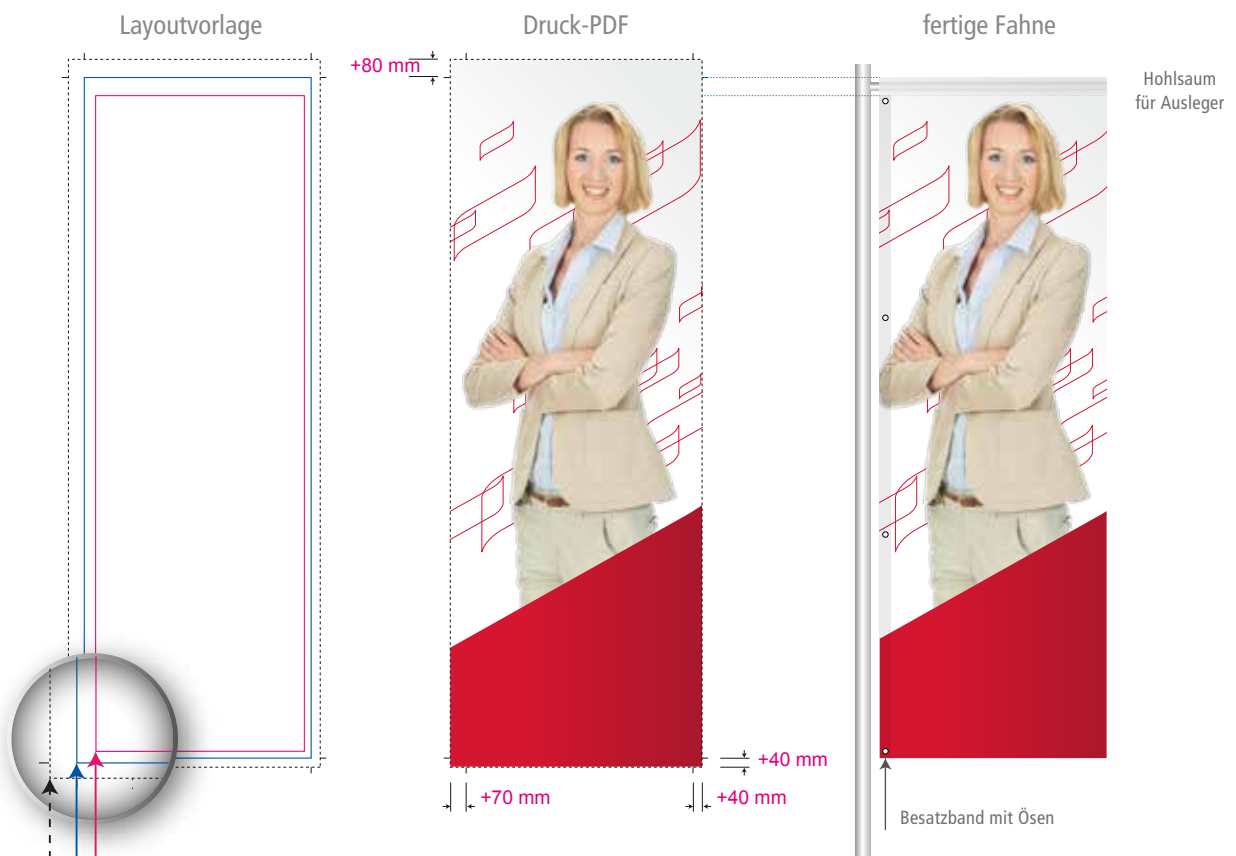 Layoutvorlage
Druck-PDF
fertige Fahne
+80 mm
Hohlsaum
für Ausleger
+40 mm
+70 mm
+40 mm
Besatzband mit Ösen